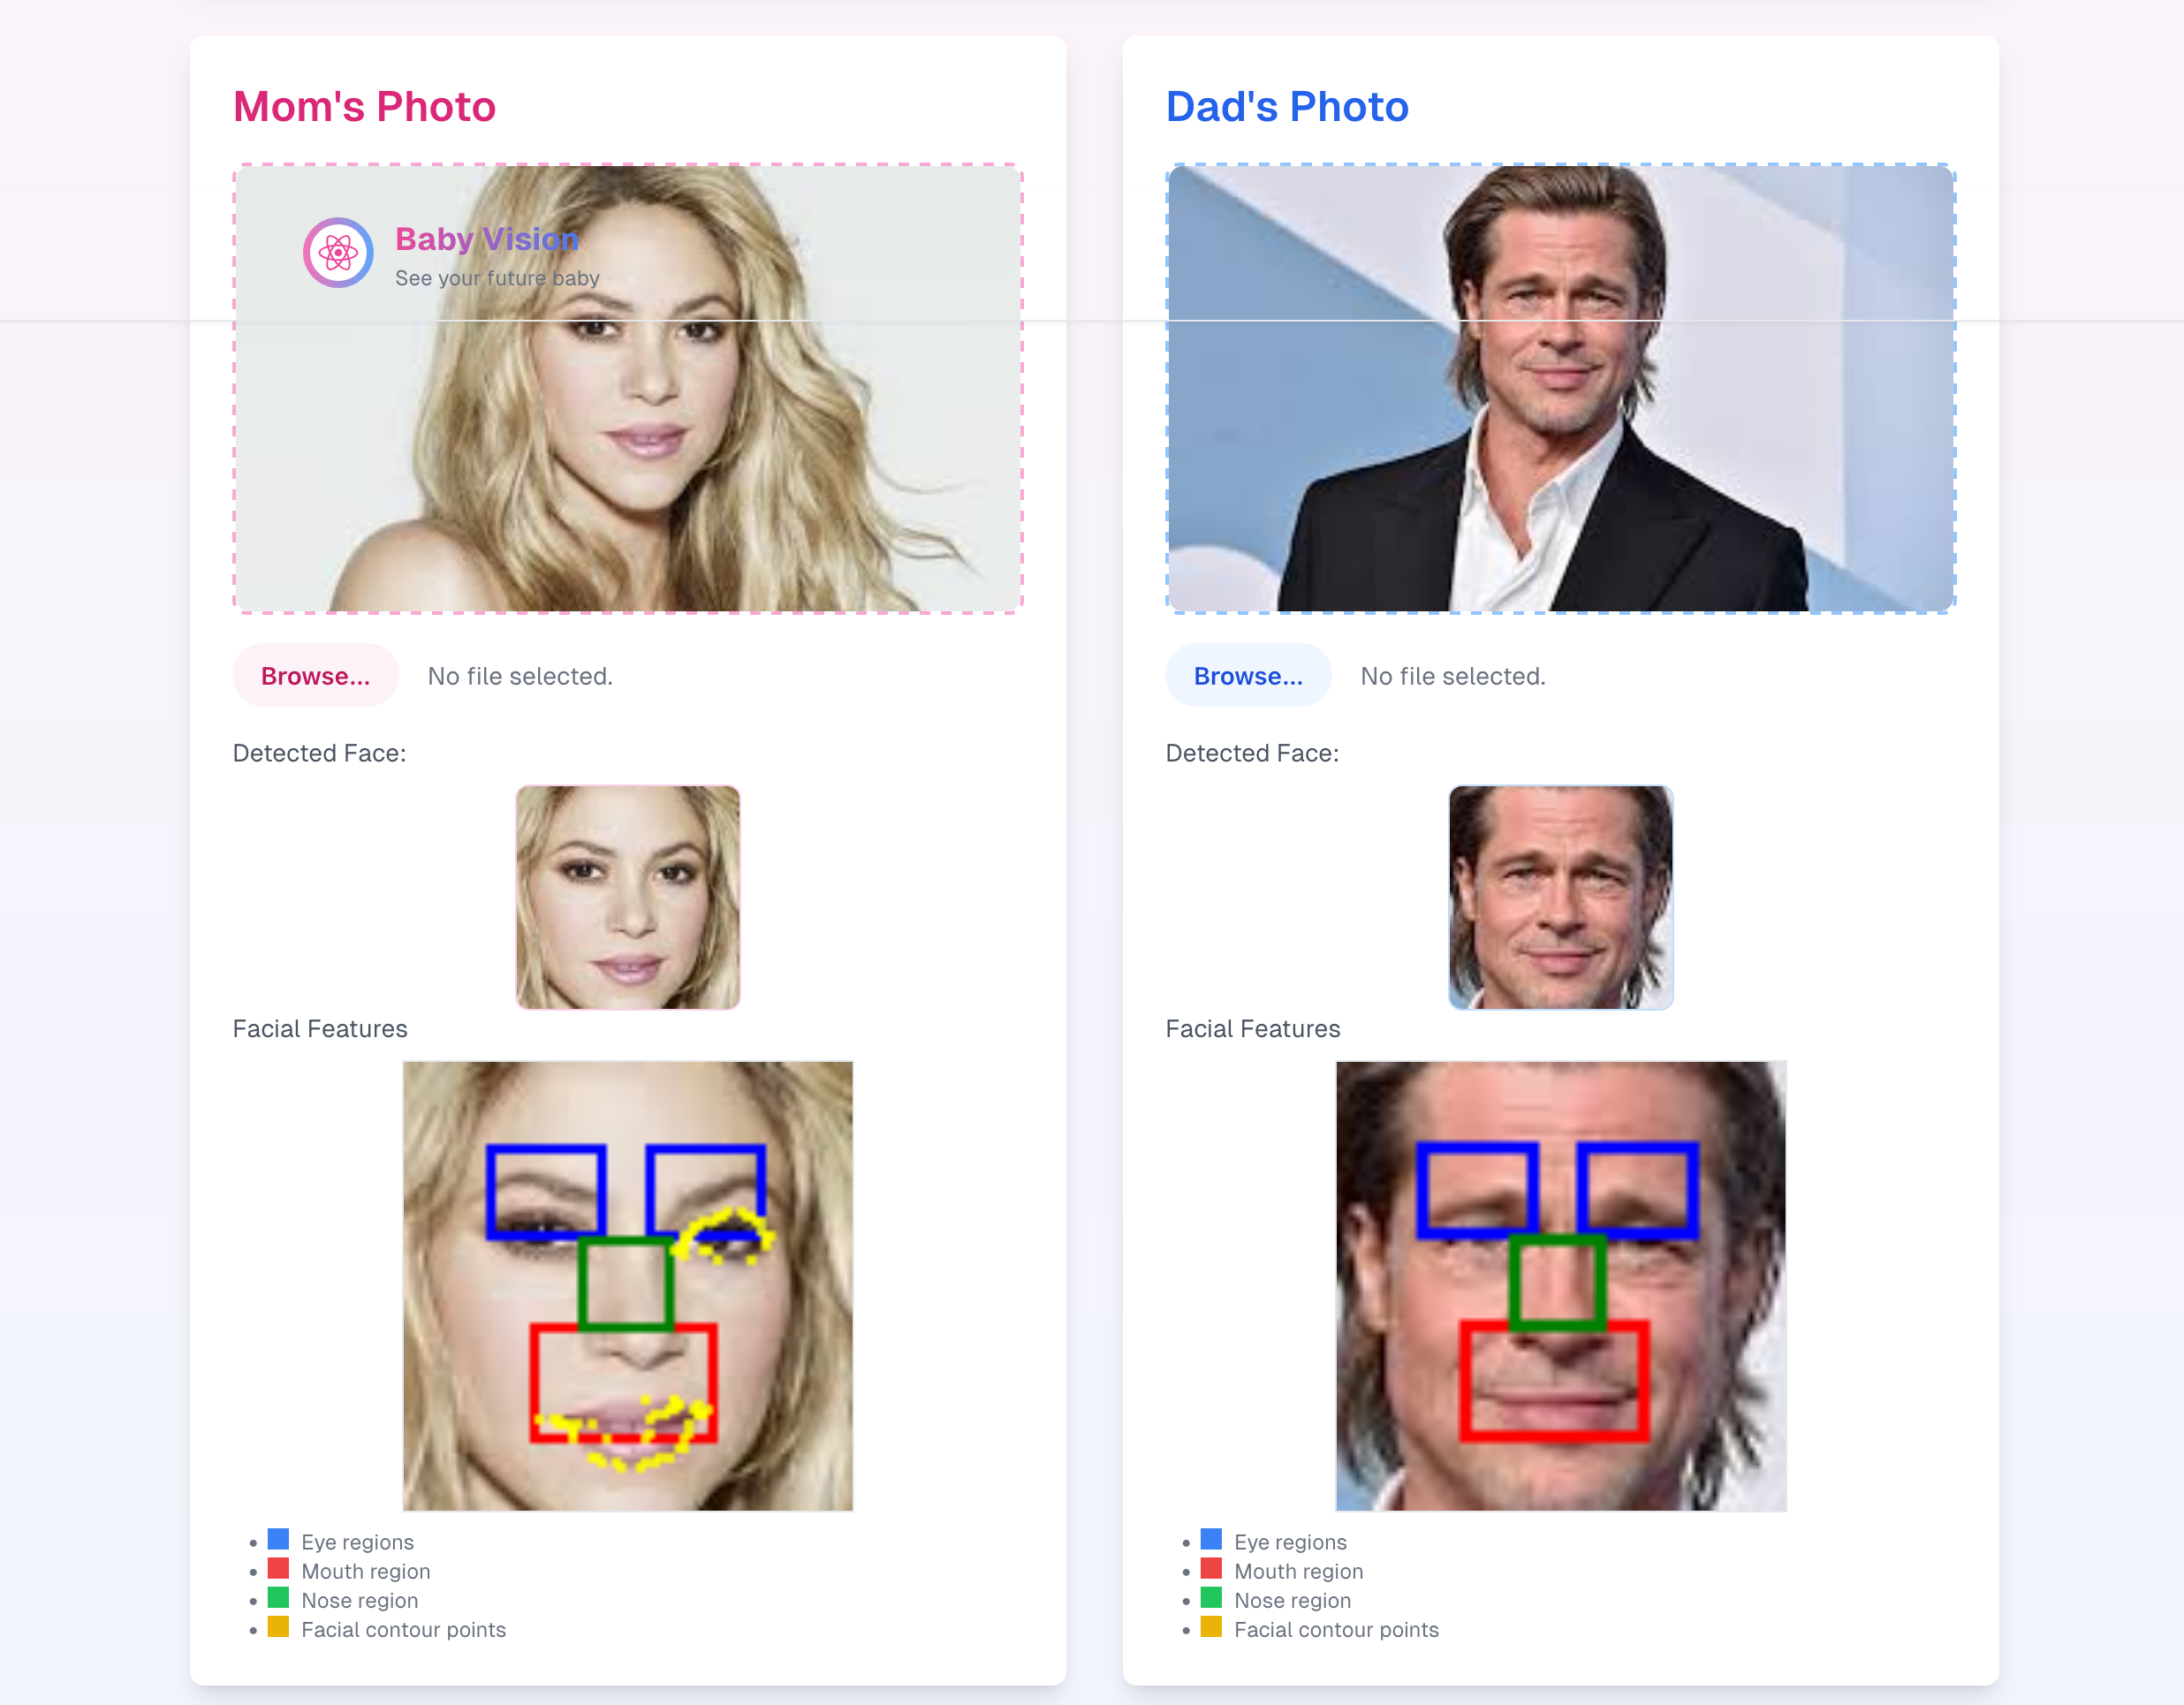 Mom's Photo
Baby Vision
See your future baby
Browse...
No file selected.
Detected Face:
Facial Features
Eye regions
Mouth region
Nose region
Facial contour points
Dad's Photo
Browse...
No file selected.
Detected Face:
Facial Features
Eye regions
Mouth region
Nose region
Facial contour points